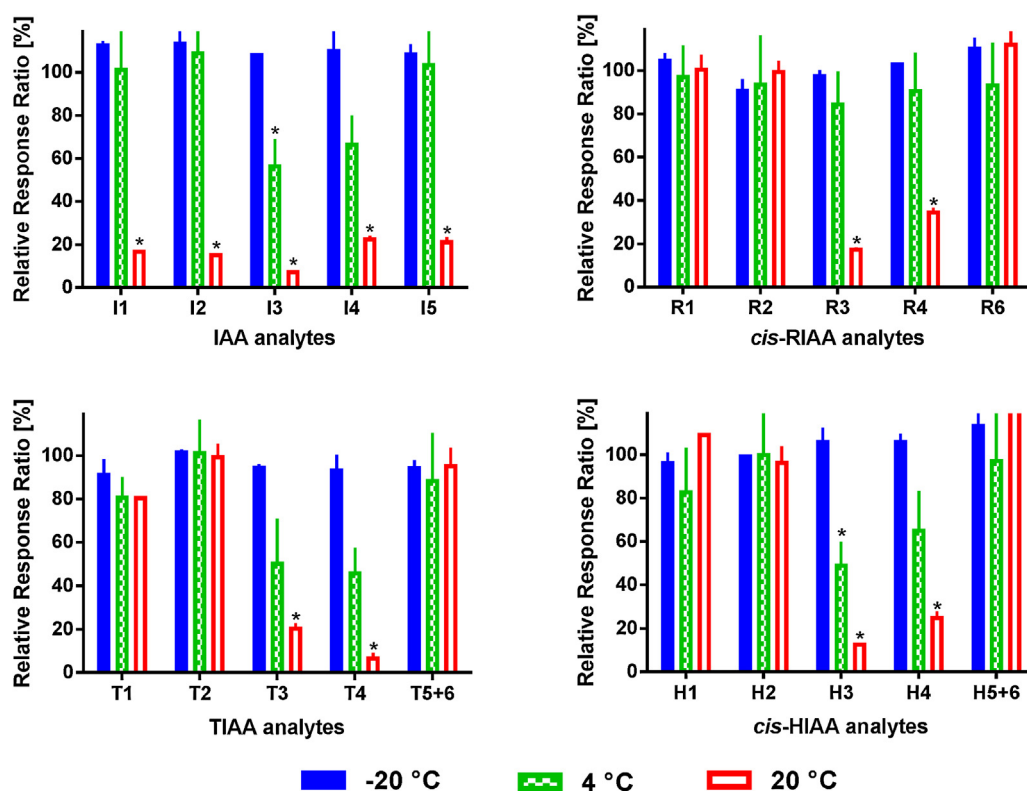 Relative Response Ratio [%]
100
80
60
40
20
0
*
*
*
*
*
*
I1 I2 I3 I4 I5
IAA analytes
Relative Response Ratio [%]
100
80
60
40
20
0
*
*
R1 R2 R3 R4 R6
cis-RIAA analytes
Relative Response Ratio [%]
100
80
60
40
20
0
*
*
T1 T2 T3 T4 T5+6
TIAA analytes
Relative Response Ratio [%]
100
80
60
40
20
0
*
*
*
H1 H2 H3 H4 H5+6
cis-HIAA analytes
-20 °C 4 °C 20 °C